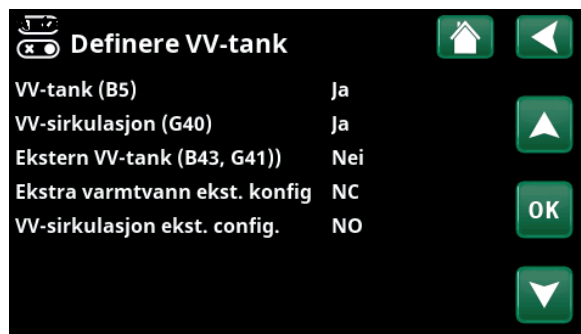 Definere VV-tank
VV-tank (B5) Ja
VV-sirkulasjon (G40) Ja
Ekstern VV-tank (B43, G41)) Nei
Ekstra varmtvann ekst. konfig NC
OK
VV-sirkulasjon ekst. config. NO